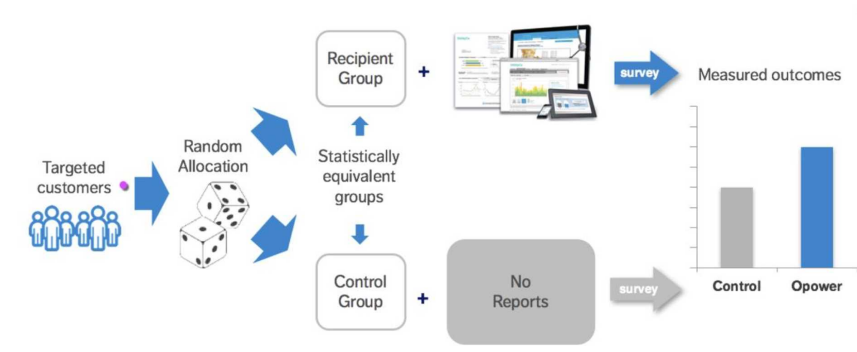 Targeted
customers
Random
Allocation
Recipient
Group
+
survey
Measured outcomes
Statistically
equivalent
groups
Control
Group
+
No
Reports
survey
Control
Opower